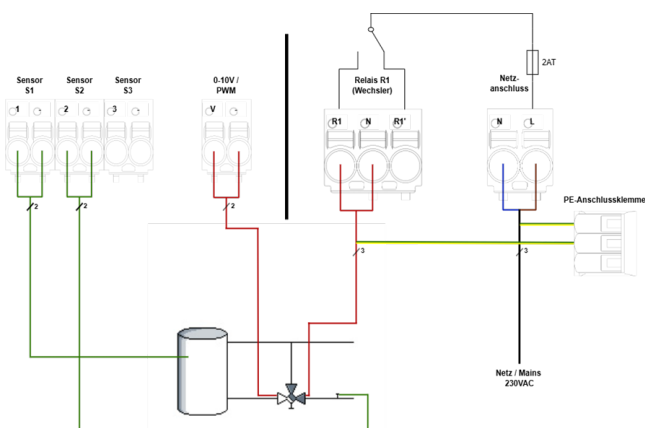 Sensor
S1
Sensor
S2
Sensor
S3
0-10V /
PWM
Relais R1
(Wechsler)
Netz-
anschluss
2AT
1
2
3
V
R1
N
R1'
N
L
PE-Anschlussklemme
2
2
2
3
3
Netz / Mains
230VAC